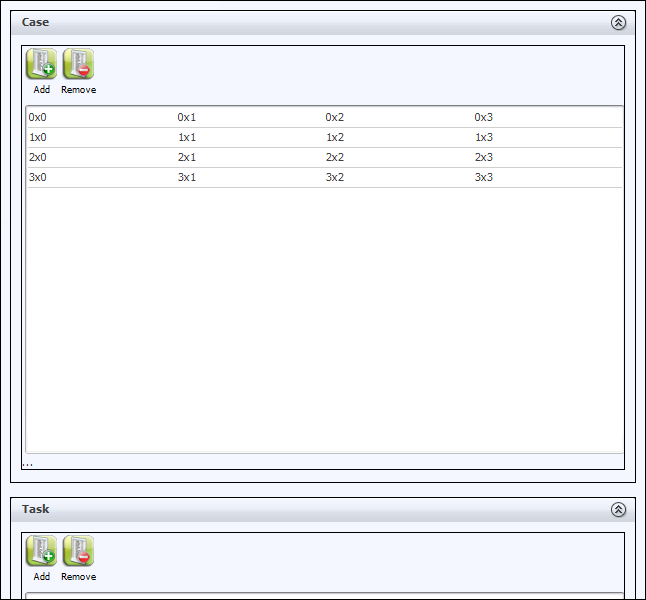 Case
Add Remove
0x0 0x1 0x2 0x3
1x0 1x1 1x2 1x3
2x0 2x1 2x2 2x3
3x0 3x1 3x2 3x3
...
Task
Add Remove